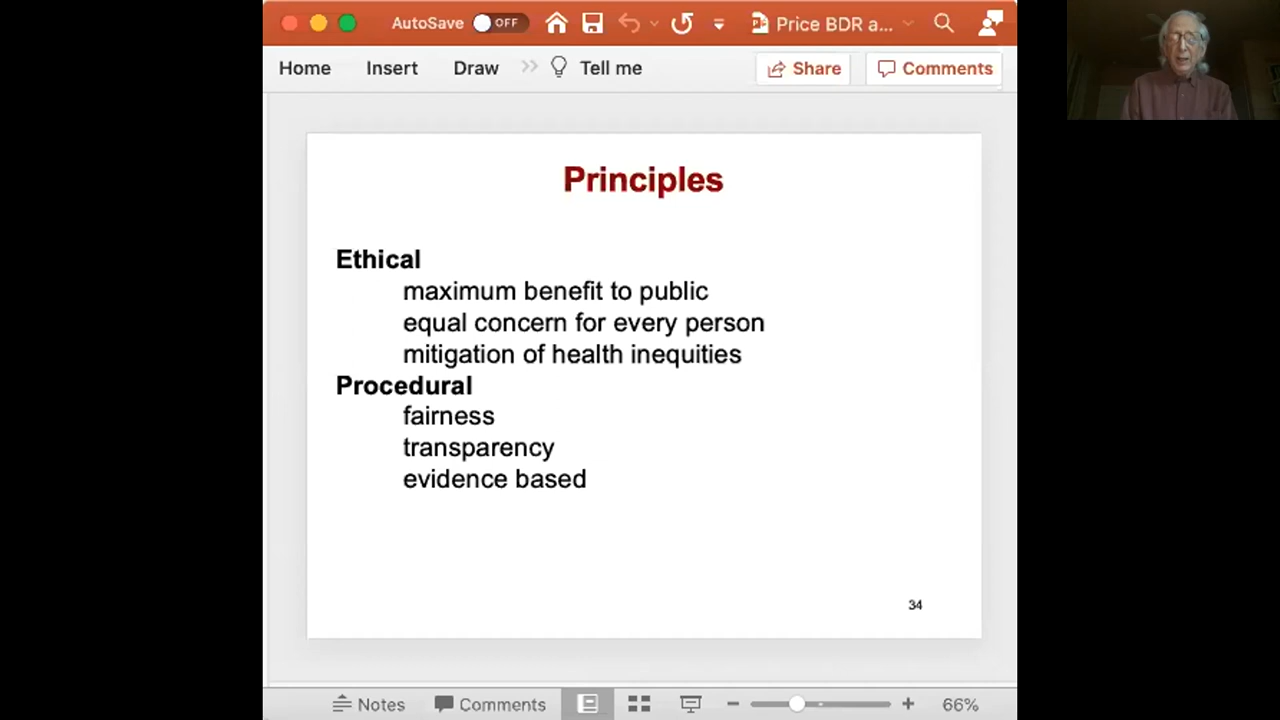 AutoSave OFF Price BDR a...
Home Insert Draw Tell me Share Comments
Principles
Ethical
maximum benefit to public
equal concern for every person
mitigation of health inequities
Procedural
fairness
transparency
evidence based
34
Notes Comments 66%